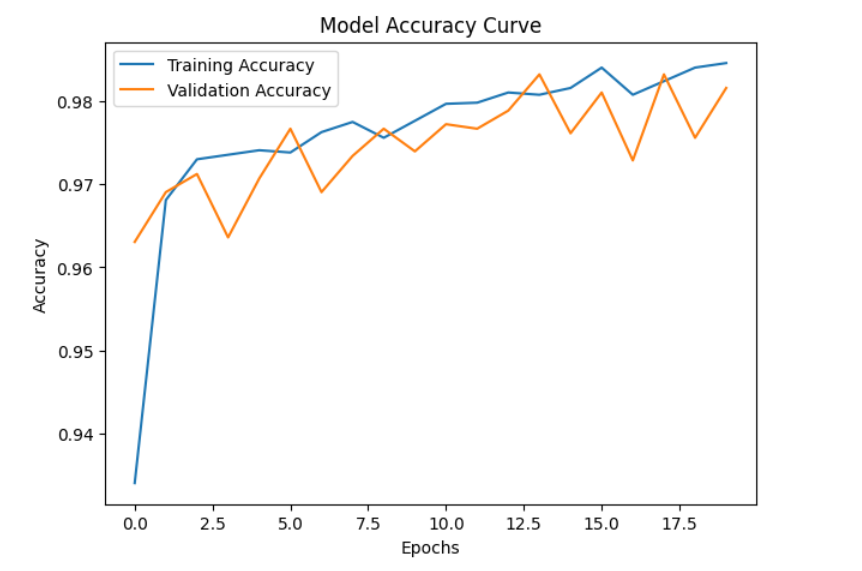 Model Accuracy Curve
Training Accuracy
Validation Accuracy
0.98
0.97
0.96
0.95
0.94
Accuracy
0.0 2.5 5.0 7.5 10.0 12.5 15.0 17.5
Epochs